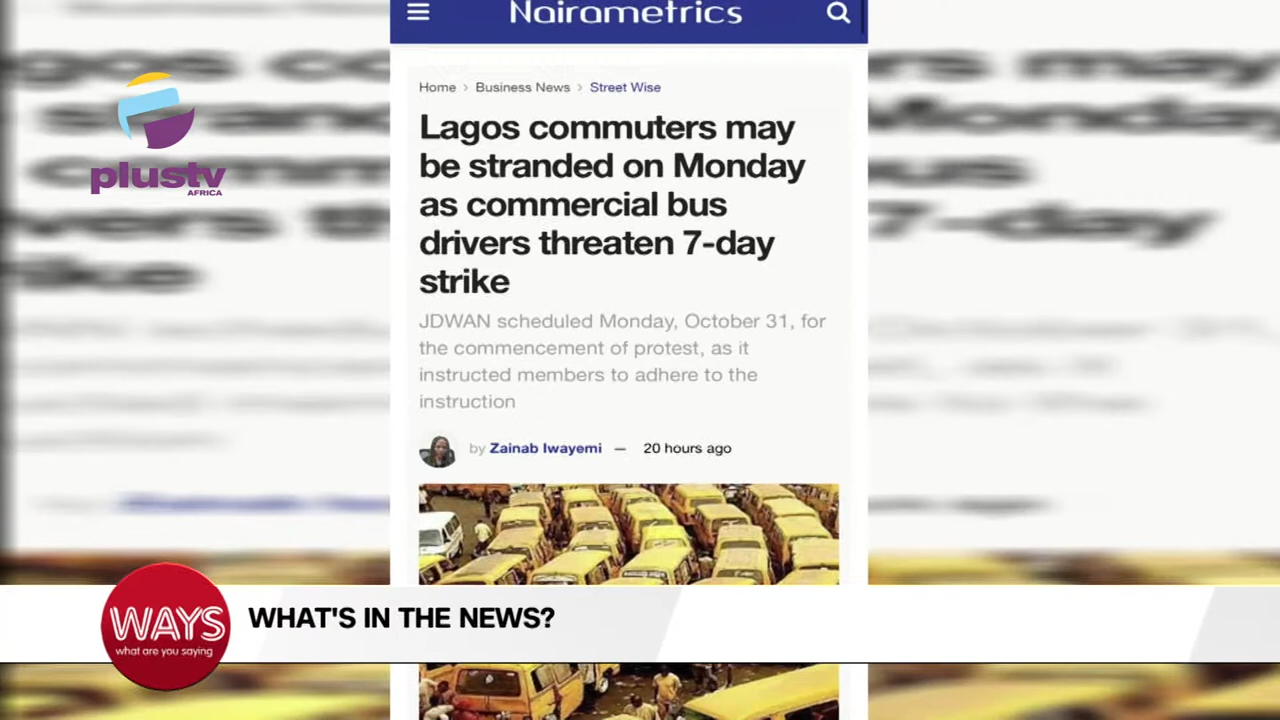 Nairametrics
Home > Business News > Street Wise
Lagos commuters may
be stranded on Monday
as commercial bus
drivers threaten 7-day
strike
JDWAN scheduled Monday, October 31, for
the commencement of protest, as it
instructed members to adhere to the
instruction
by Zainab Iwayemi — 20 hours ago
plustv
AFRICA
WAYS
what are you saying
WHAT'S IN THE NEWS?